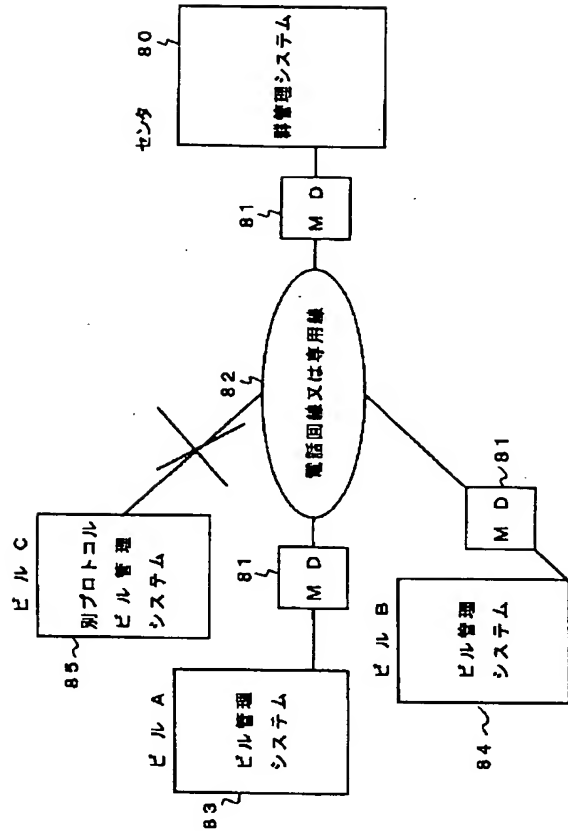 センタ
80
群管理システム
81
MD
82
電話回線又は専用線
ビルC
別プロトコル
ビル管理
システム
85
81
MD
ビルA
ビル管理
システム
83
MD
81
ビルB
ビル管理
システム
84